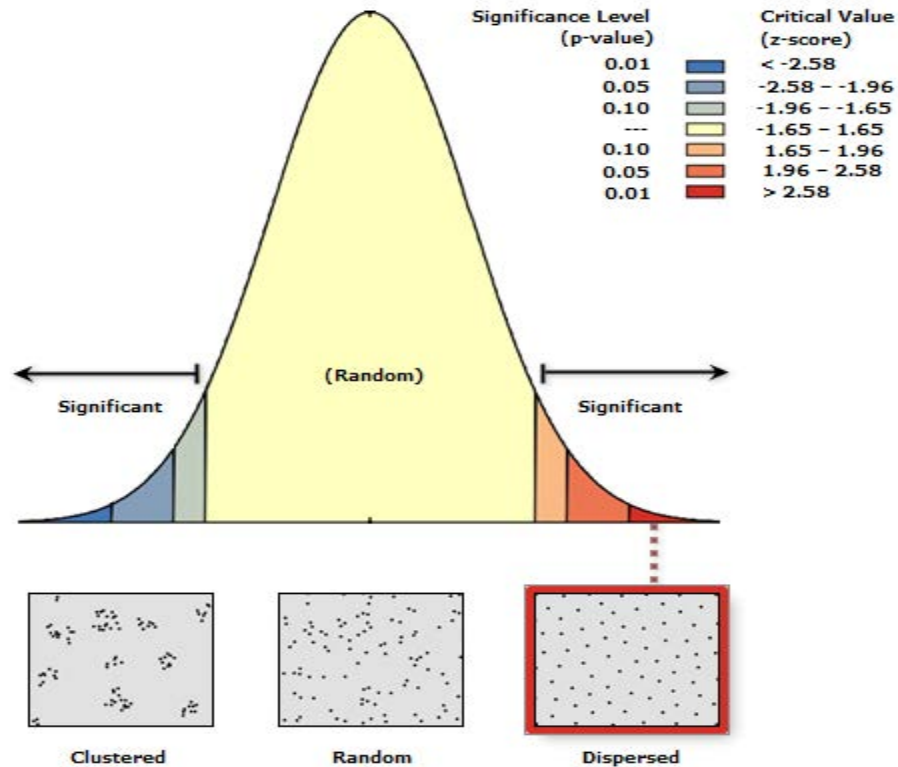 Significance Level Critical Value
(p-value) (z-score)
0.01 < -2.58
0.05 -2.58 – -1.96
0.10 -1.96 – -1.65
--- -1.65 – 1.65
0.10 1.65 – 1.96
0.05 1.96 – 2.58
0.01 > 2.58
(Random)
Significant Significant
Clustered Random Dispersed